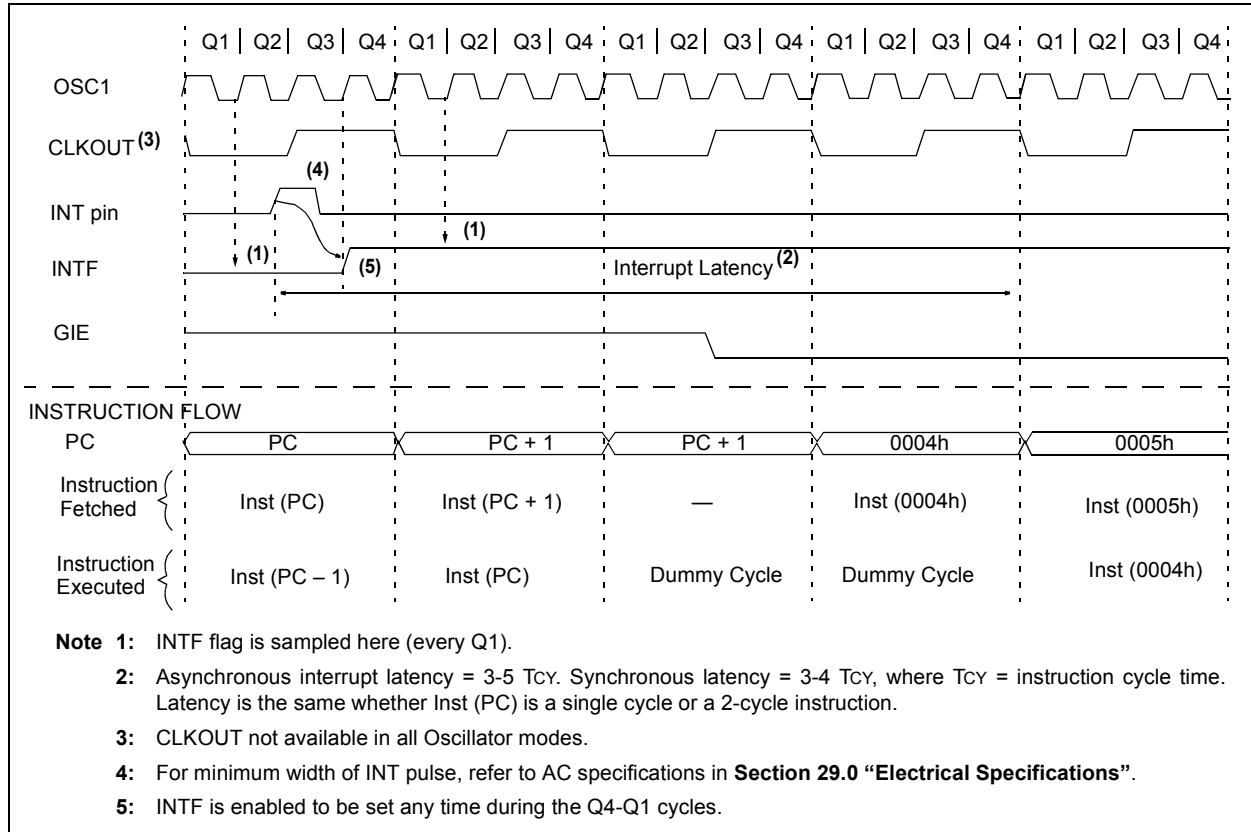 Q1 | Q2 | Q3 | Q4 Q1 | Q2 | Q3 | Q4 Q1 | Q2 | Q3 | Q4 Q1 | Q2 | Q3 | Q4 Q1 | Q2 | Q3 | Q4
OSC1
CLKOUT (3)
(4)
INT pin
(1)
(1)
INTF
(5)
Interrupt Latency (2)
GIE
INSTRUCTION FLOW
PC PC PC + 1 PC + 1 0004h 0005h
Instruction
Fetched
Inst (PC) Inst (PC + 1) — Inst (0004h) Inst (0005h)
Instruction
Executed
Inst (PC – 1) Inst (PC) Dummy Cycle Dummy Cycle Inst (0004h)
Note 1: INTF flag is sampled here (every Q1).
2: Asynchronous interrupt latency = 3-5 TCY. Synchronous latency = 3-4 TCY, where TCY = instruction cycle time.
Latency is the same whether Inst (PC) is a single cycle or a 2-cycle instruction.
3: CLKOUT not available in all Oscillator modes.
4: For minimum width of INT pulse, refer to AC specifications in Section 29.0 “Electrical Specifications”.
5: INTF is enabled to be set any time during the Q4-Q1 cycles.